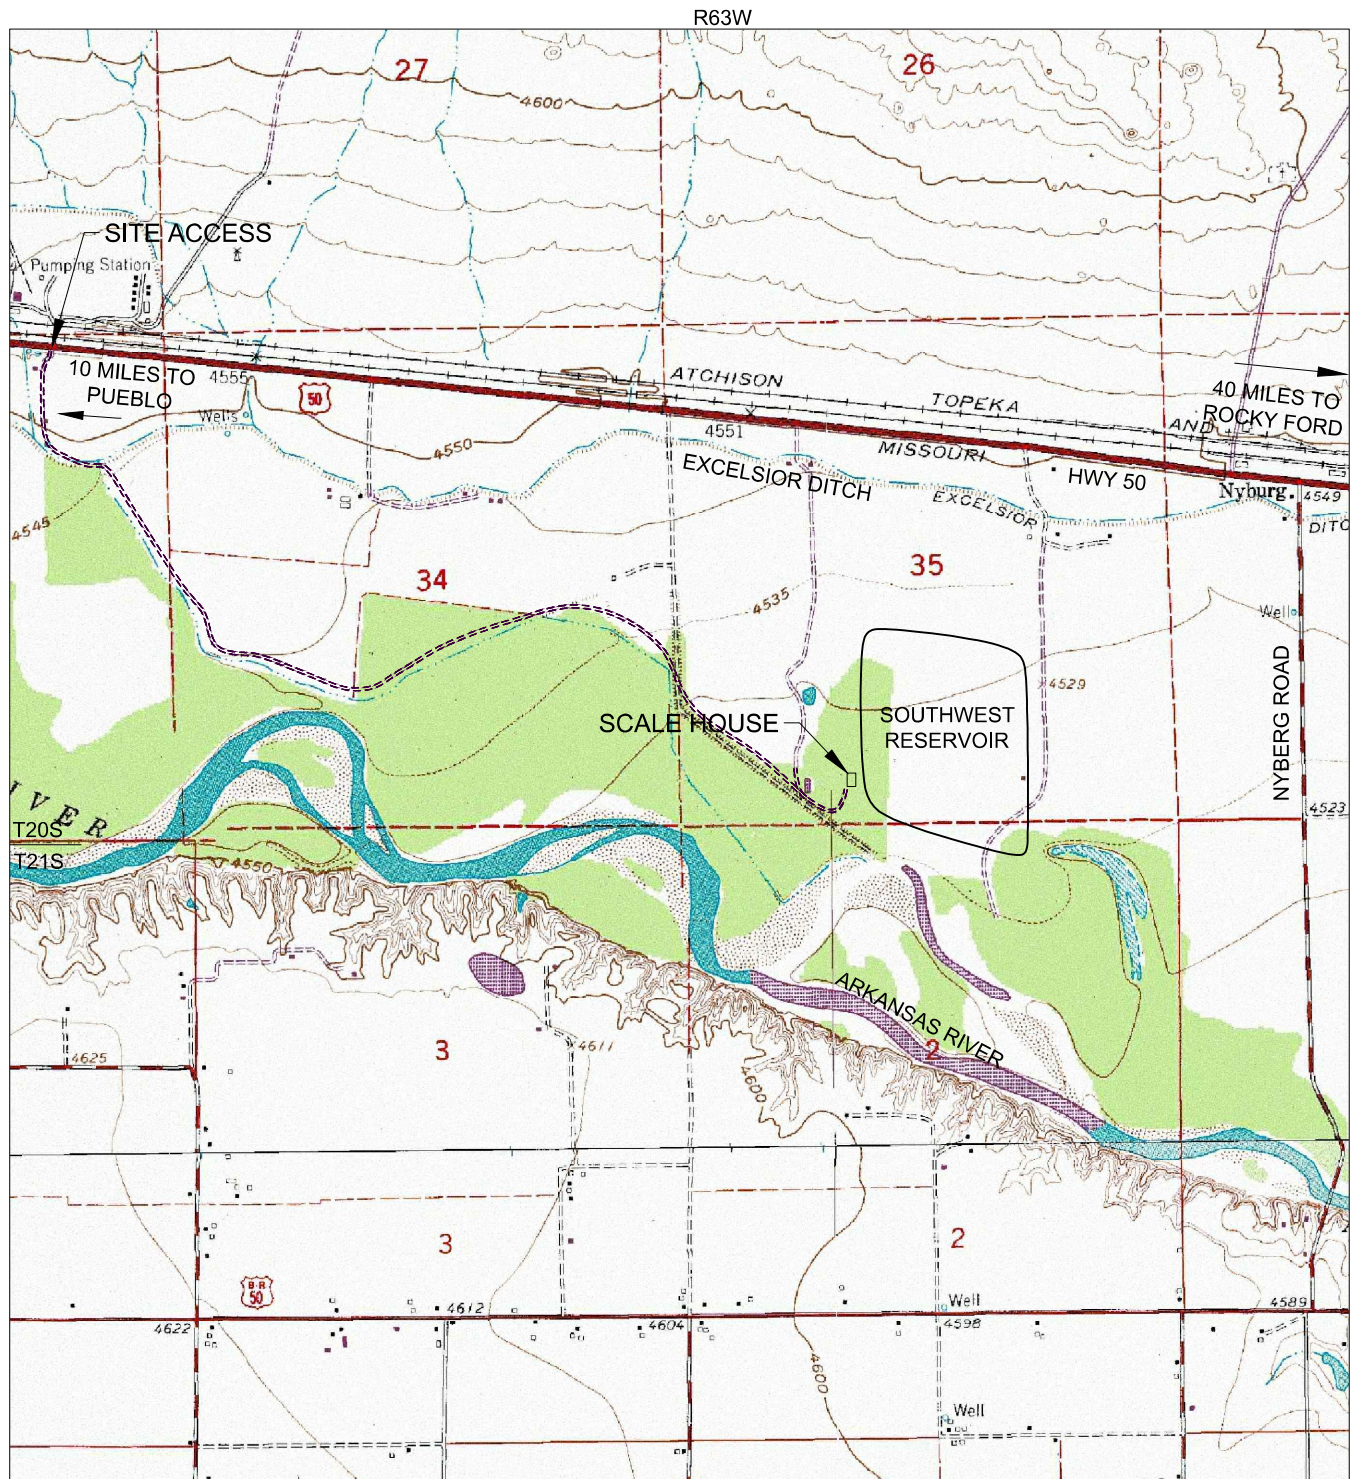 R63W
27
26
4600
SITE ACCESS
Pumping Station
10 MILES TO
PUEBLO
4555
50
Wells
ATCHISON
TOPEKA
AND
40 MILES TO
ROCKY FORD
4551
MISSOURI
4550
EXCELSIOR DITCH
HWY 50
EXCELSIOR
Nyburg
4549
DITC
4545
34
35
4535
Well
NYBERG ROAD
4529
SCALE HOUSE
SOUTHWEST
RESERVOIR
IVER
4523
T20S
T21S
4550
ARKANSAS RIVER
3
2
4625
4611
4600
3
2
B-R
50
4612
4622
4604
Well
4598
4589
4600
Well